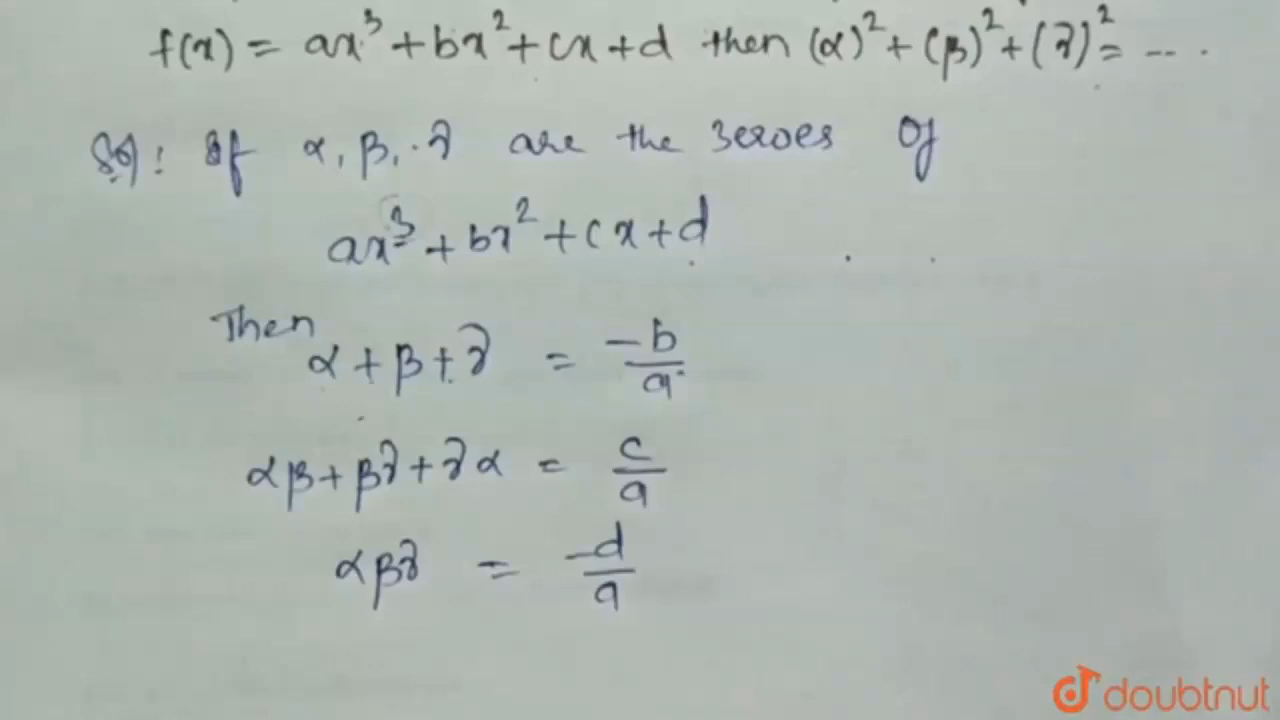 f(x) = ax³ + bx² + cx + d then (α)² + (β)² + (γ)² = ... .
Sol: If α, β, γ are the zeroes Of
ax³ + bx² + cx + d
Then
α + β + γ = -b/a
αβ + βγ + γα = c/a
αβγ = -d/a
doubtnut